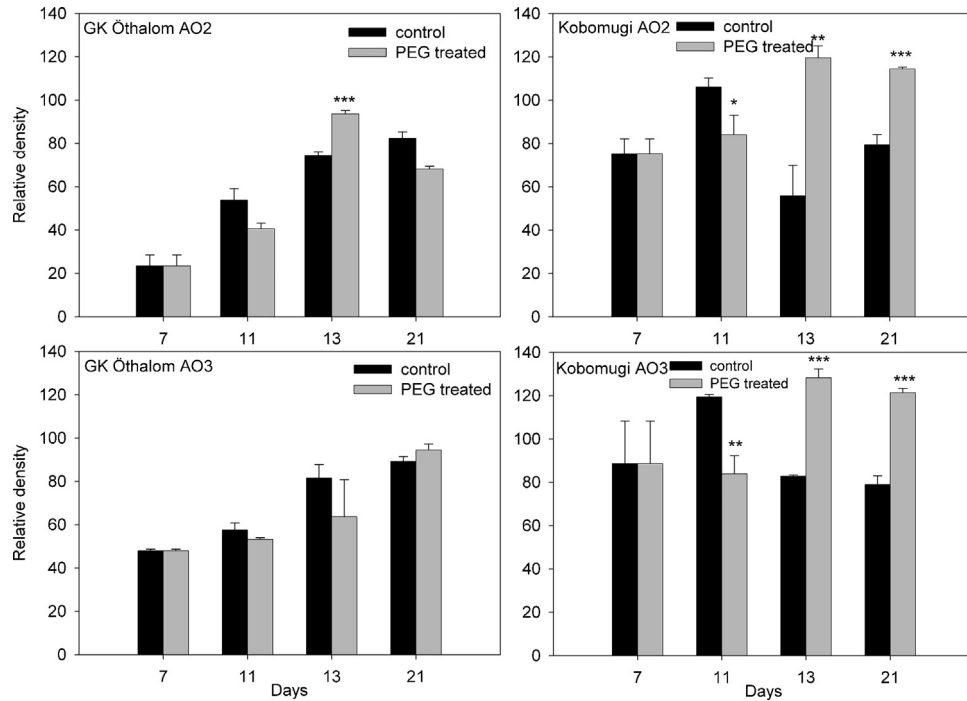 GK Öthalom AO2
control
PEG treated
***
Relative density
140
120
100
80
60
40
20
0
7 11 13 21
Kobomugi AO2
control
PEG treated
*
**
***
140
120
100
80
60
40
20
0
7 11 13 21
GK Öthalom AO3
control
PEG treated
Relative density
140
120
100
80
60
40
20
0
7 11 13 21
Days
Kobomugi AO3
control
PEG treated
**
***
***
140
120
100
80
60
40
20
0
7 11 13 21
Days